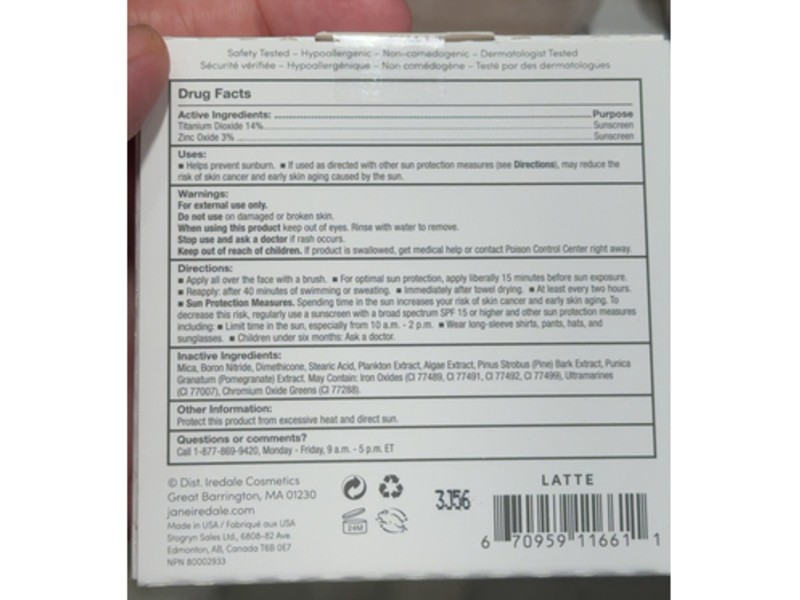 Safety Tested – Hypoallergenic – Non-comedogenic – Dermatologist Tested
Sécurité vérifiée – Hypoallergénique – Non comédogène – Testé par des dermatologues
Drug Facts
Active Ingredients: Purpose
Titanium Dioxide 14% Sunscreen
Zinc Oxide 3% Sunscreen
Uses:
■ Helps prevent sunburn. ■ If used as directed with other sun protection measures (see Directions), may reduce the
risk of skin cancer and early skin aging caused by the sun.
Warnings:
For external use only.
Do not use on damaged or broken skin.
When using this product keep out of eyes. Rinse with water to remove.
Stop use and ask a doctor if rash occurs.
Keep out of reach of children. If product is swallowed, get medical help or contact Poison Control Center right away.
Directions:
■ Apply all over the face with a brush. ■ For optimal sun protection, apply liberally 15 minutes before sun exposure.
■ Reapply: after 40 minutes of swimming or sweating. ■ Immediately after towel drying. ■ At least every two hours.
■ Sun Protection Measures. Spending time in the sun increases your risk of skin cancer and early skin aging. To
decrease this risk, regularly use a sunscreen with a broad spectrum SPF 15 or higher and other sun protection measures
including: ■ Limit time in the sun, especially from 10 a.m. - 2 p.m. ■ Wear long-sleeve shirts, pants, hats, and
sunglasses. ■ Children under six months: Ask a doctor.
Inactive Ingredients:
Mica, Boron Nitride, Dimethicone, Stearic Acid, Plankton Extract, Algae Extract, Pinus Strobus (Pine) Bark Extract, Punica
Granatum (Pomegranate) Extract. May Contain: Iron Oxides (CI 77489, CI 77491, CI 77492, CI 77499), Ultramarines
(CI 77007), Chromium Oxide Greens (CI 77288).
Other Information:
Protect this product from excessive heat and direct sun.
Questions or comments?
Call 1-877-869-9420, Monday - Friday, 9 a.m. - 5 p.m. ET
© Dist. Iredale Cosmetics
Great Barrington, MA 01230
janeiredale.com
Made in USA / Fabriqué aux USA
Stogryn Sales Ltd., 6808-82 Ave.
Edmonton, AB, Canada T6B 0E7
NPN 80002933
24M
3J56
LATTE
6 70959 11661 1